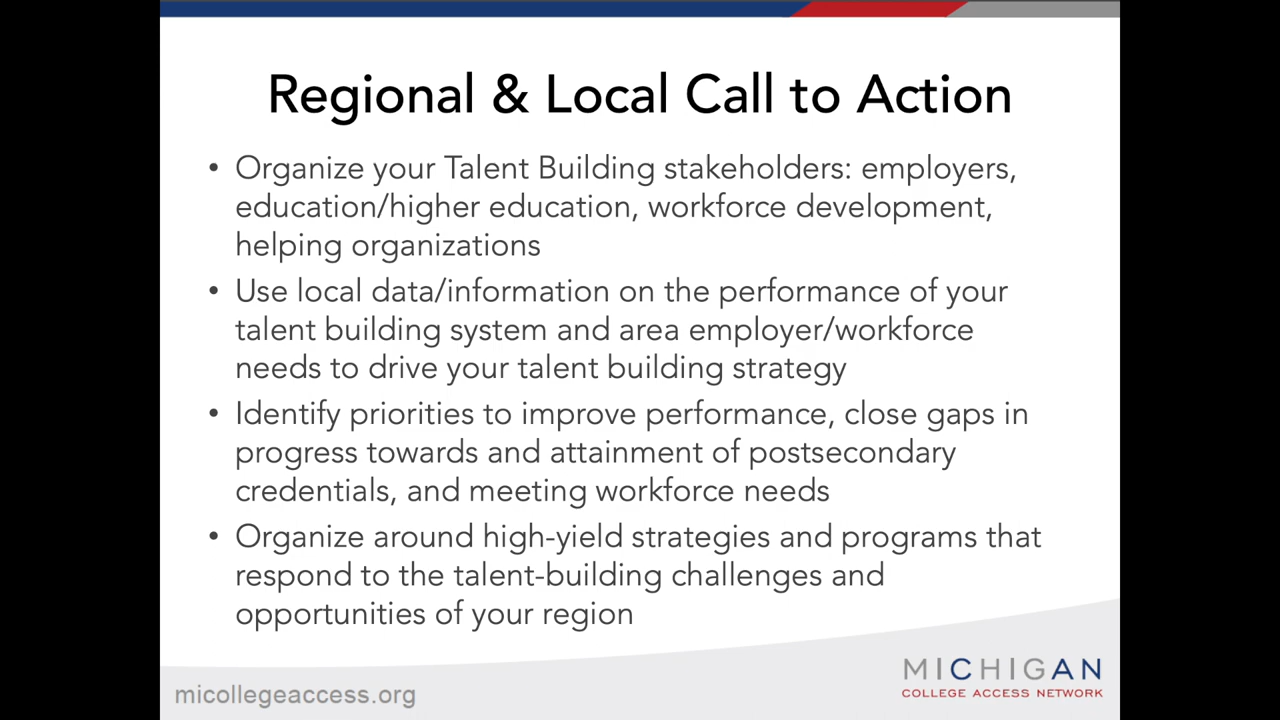 Regional & Local Call to Action
• Organize your Talent Building stakeholders: employers,
education/higher education, workforce development,
helping organizations
• Use local data/information on the performance of your
talent building system and area employer/workforce
needs to drive your talent building strategy
• Identify priorities to improve performance, close gaps in
progress towards and attainment of postsecondary
credentials, and meeting workforce needs
• Organize around high-yield strategies and programs that
respond to the talent-building challenges and
opportunities of your region
micollegeaccess.org
MICHIGAN
COLLEGE ACCESS NETWORK